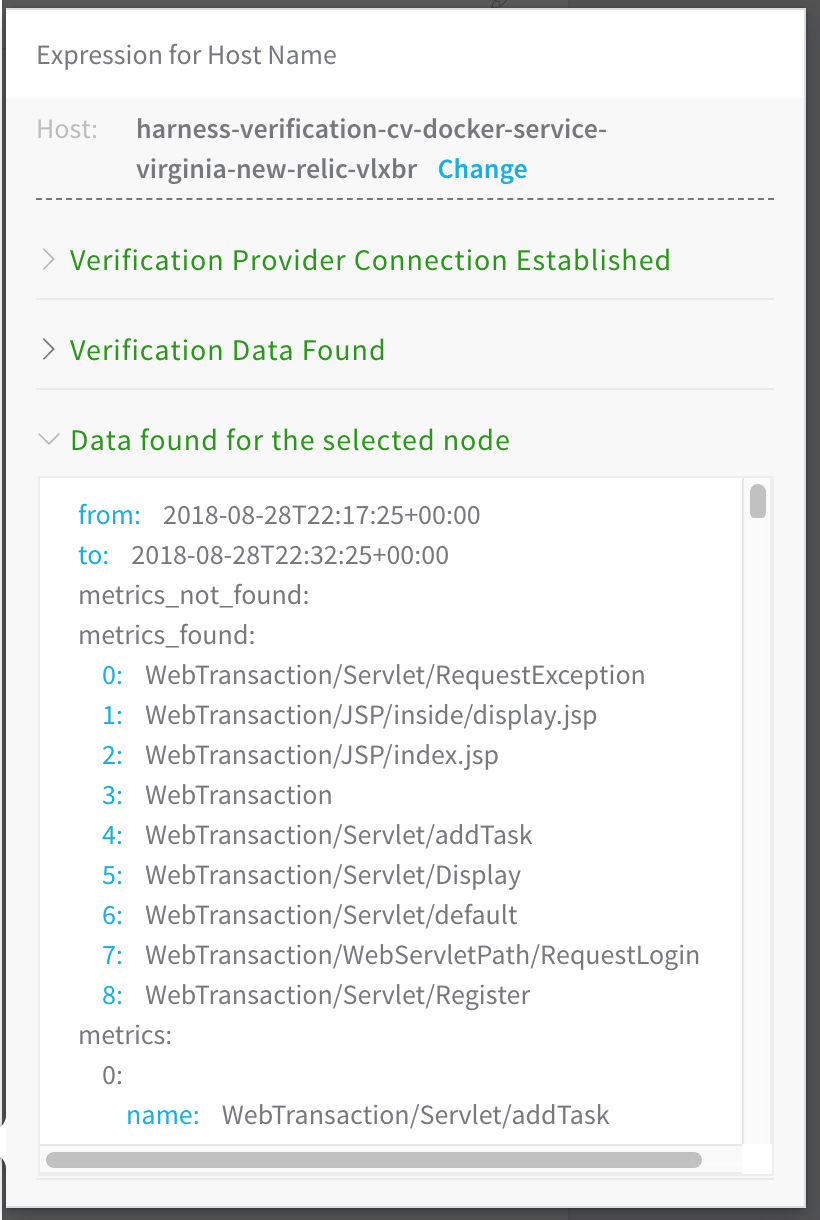 Expression for Host Name
Host: harness-verification-cv-docker-service-
virginia-new-relic-vlxbr Change
Verification Provider Connection Established
Verification Data Found
Data found for the selected node
from: 2018-08-28T22:17:25+00:00
to: 2018-08-28T22:32:25+00:00
metrics_not_found:
metrics_found:
0: WebTransaction/Servlet/RequestException
1: WebTransaction/JSP/inside/display.jsp
2: WebTransaction/JSP/index.jsp
3: WebTransaction
4: WebTransaction/Servlet/addTask
5: WebTransaction/Servlet/Display
6: WebTransaction/Servlet/default
7: WebTransaction/WebServletPath/RequestLogin
8: WebTransaction/Servlet/Register
metrics:
0:
name: WebTransaction/Servlet/addTask